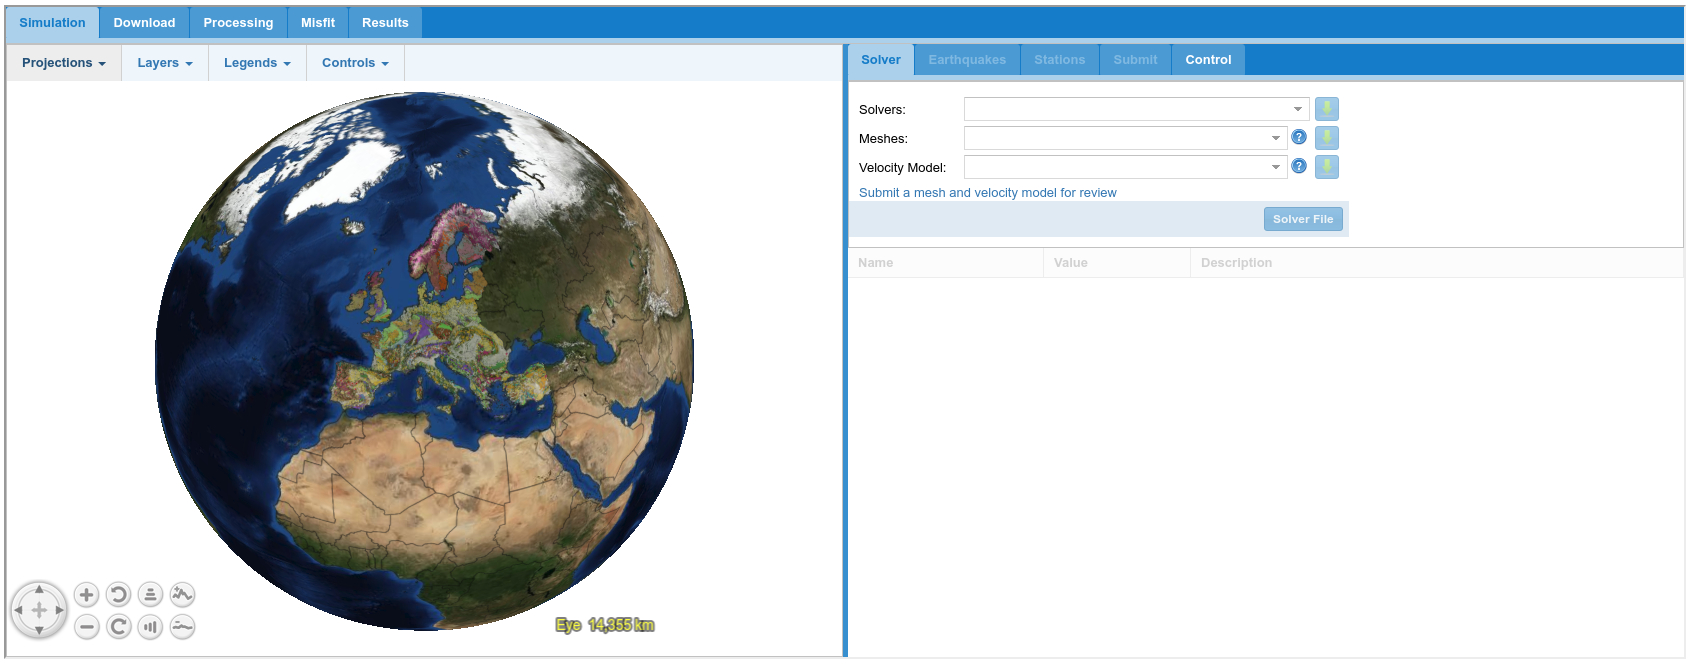 Simulation Download Processing Misfit Results
Projections Layers Legends Controls
Solver Earthquakes Stations Submit Control
Solvers:
Meshes: ?
Velocity Model: ?
Submit a mesh and velocity model for review
Solver File
Name Value Description
Eye 14,355 km